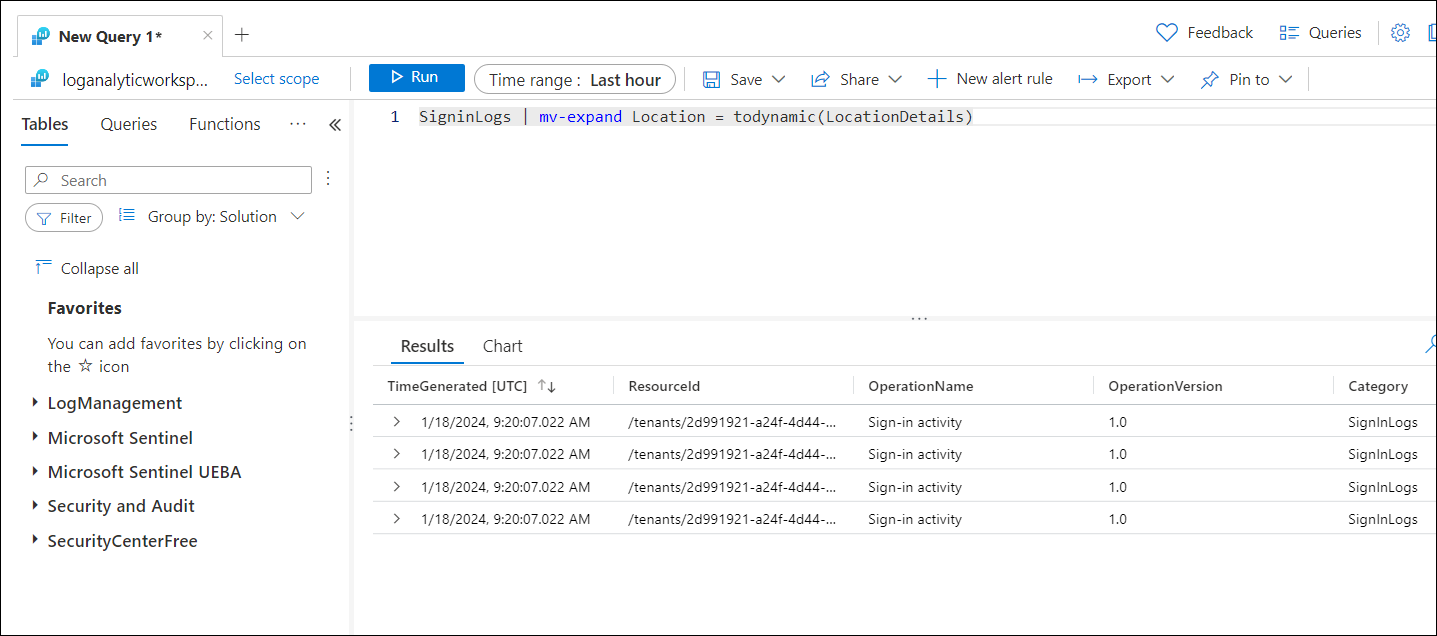 New Query 1*
Feedback
Queries
loganalyticworksp...
Select scope
Run
Time range : Last hour
Save
Share
New alert rule
Export
Pin to
Tables
Queries
Functions
...
1 SigninLogs | mv-expand Location = todynamic(LocationDetails)
Search
Filter
Group by: Solution
Collapse all
Favorites
You can add favorites by clicking on
the ☆ icon
LogManagement
Microsoft Sentinel
Microsoft Sentinel UEBA
Security and Audit
SecurityCenterFree
Results
Chart
TimeGenerated [UTC] ResourceId OperationName OperationVersion Category
1/18/2024, 9:20:07.022 AM /tenants/2d991921-a24f-4d44-... Sign-in activity 1.0 SignInLogs
1/18/2024, 9:20:07.022 AM /tenants/2d991921-a24f-4d44-... Sign-in activity 1.0 SignInLogs
1/18/2024, 9:20:07.022 AM /tenants/2d991921-a24f-4d44-... Sign-in activity 1.0 SignInLogs
1/18/2024, 9:20:07.022 AM /tenants/2d991921-a24f-4d44-... Sign-in activity 1.0 SignInLogs